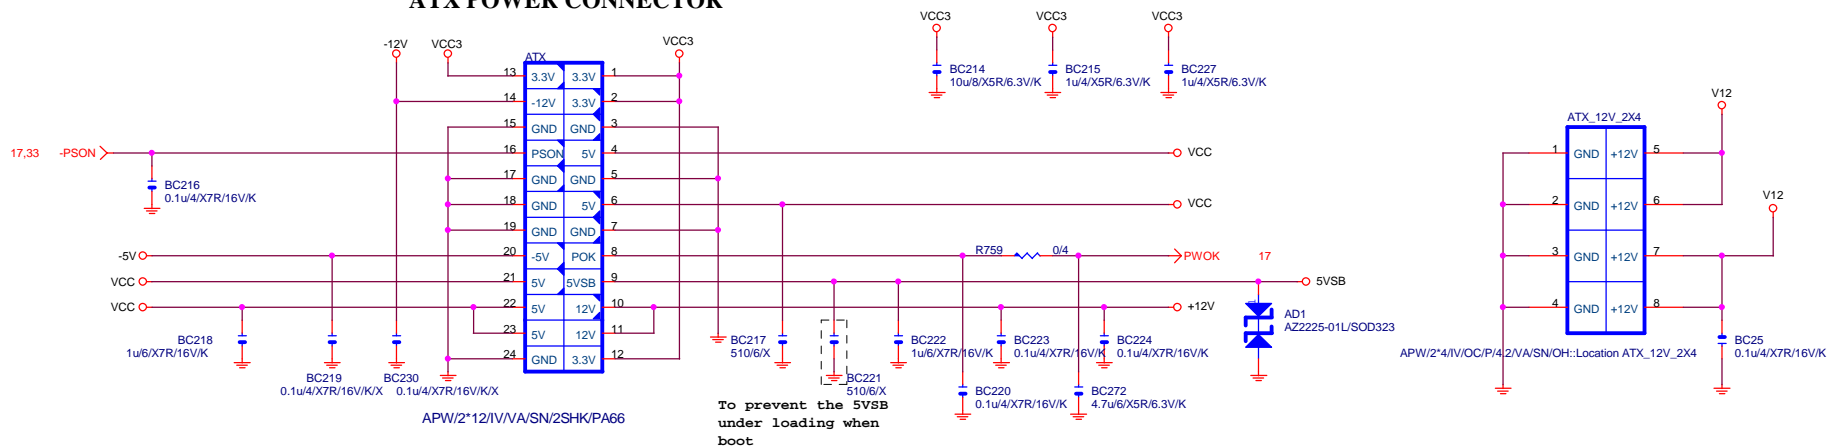 ATX POWER CONNECTOR
VCC3 VCC3 VCC3
-12V VCC3 VCC3
ATX
13 3.3V 3.3V 1
14 -12V 3.3V 2
15 GND GND 3
17,33 -PSON 16 PSON 5V 4 VCC
17 GND GND 5
18 GND 5V 6 VCC
19 GND GND 7
-5V 20 -5V POK 8 R759 0/4 PWOK 17
VCC 21 5V 5VSB 9 5VSB
VCC 22 5V 12V 10 +12V
23 5V 12V 11
24 GND 3.3V 12
BC214
10u/8/X5R/6.3V/K
BC215
1u/4/X5R/6.3V/K
BC227
1u/4/X5R/6.3V/K
BC216
0.1u/4/X7R/16V/K
BC218
1u/6/X7R/16V/K
BC219
0.1u/4/X7R/16V/K/X
BC230
0.1u/4/X7R/16V/K/X
APW/2*12/IV/VA/SN/2SHK/PA66
BC217
510/6/X
BC221
510/6/X
To prevent the 5VSB
under loading when
boot
BC222
1u/6/X7R/16V/K
BC223
0.1u/4/X7R/16V/K
BC224
0.1u/4/X7R/16V/K
BC220
0.1u/4/X7R/16V/K
BC272
4.7u/6/X5R/6.3V/K
AD1
AZ2225-01L/SOD323
V12
ATX_12V_2X4
1 GND +12V 5
2 GND +12V 6
V12
3 GND +12V 7
4 GND +12V 8
APW/2*4/IV/OC/P/4.2/VA/SN/OH::Location ATX_12V_2X4
BC25
0.1u/4/X7R/16V/K